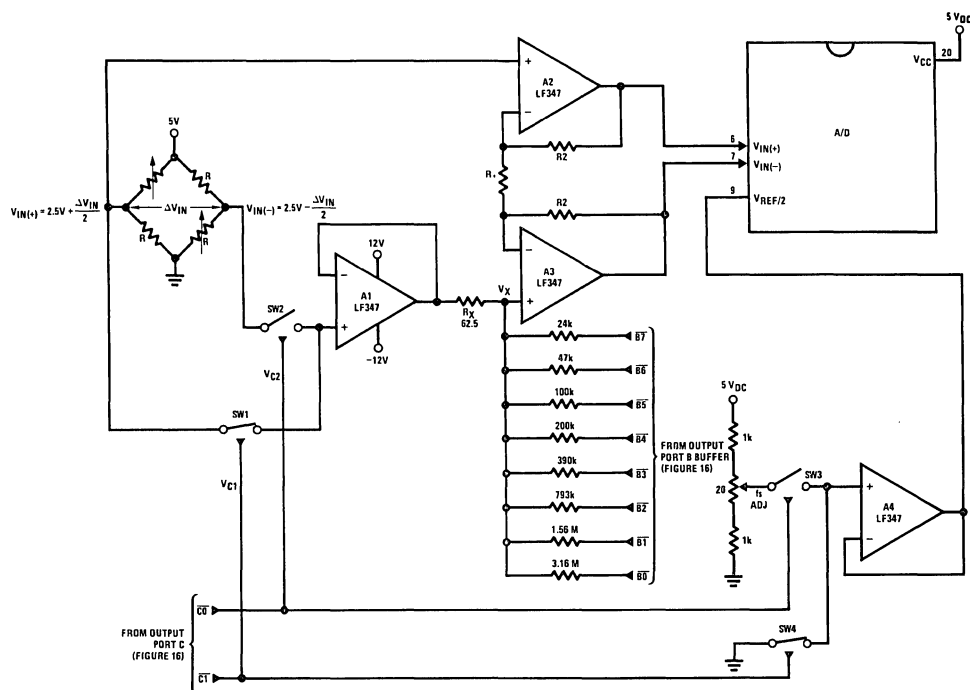 5 V DC
20
VCC
A/D
+
A2
LF347
−
R2
R1
R2
−
A3
LF347
+
6
VIN(+)
7
VIN(−)
9
VREF/2
5V
R
R
R
ΔVIN
VIN(+) = 2.5V + ΔVIN/2
VIN(−) = 2.5V − ΔVIN/2
SW2
VC2
SW1
VC1
−
12V
A1
LF347
+
−12V
RX
62.5
VX
24k
B7
47k
B6
100k
B5
200k
B4
390k
B3
793k
B2
1.56 M
B1
3.16 M
B0
FROM OUTPUT
PORT B BUFFER
(FIGURE 16)
5 VDC
1k
20
1k
fs
ADJ
SW3
+
A4
LF347
−
SW4
FROM OUTPUT
PORT C
(FIGURE 16)
C0
C1